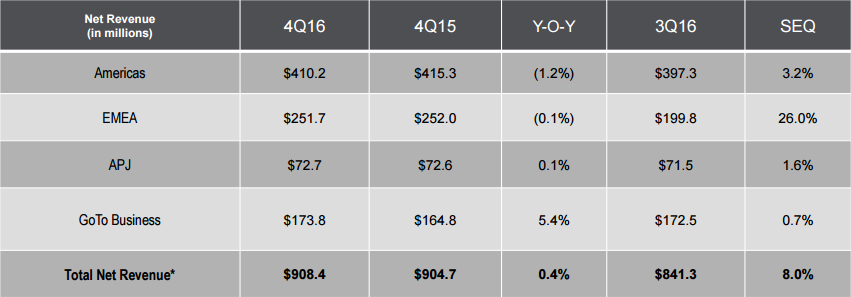 Net Revenue
(in millions) 4Q16 4Q15 Y-O-Y 3Q16 SEQ
Americas $410.2 $415.3 (1.2%) $397.3 3.2%
EMEA $251.7 $252.0 (0.1%) $199.8 26.0%
APJ $72.7 $72.6 0.1% $71.5 1.6%
GoTo Business $173.8 $164.8 5.4% $172.5 0.7%
Total Net Revenue* $908.4 $904.7 0.4% $841.3 8.0%